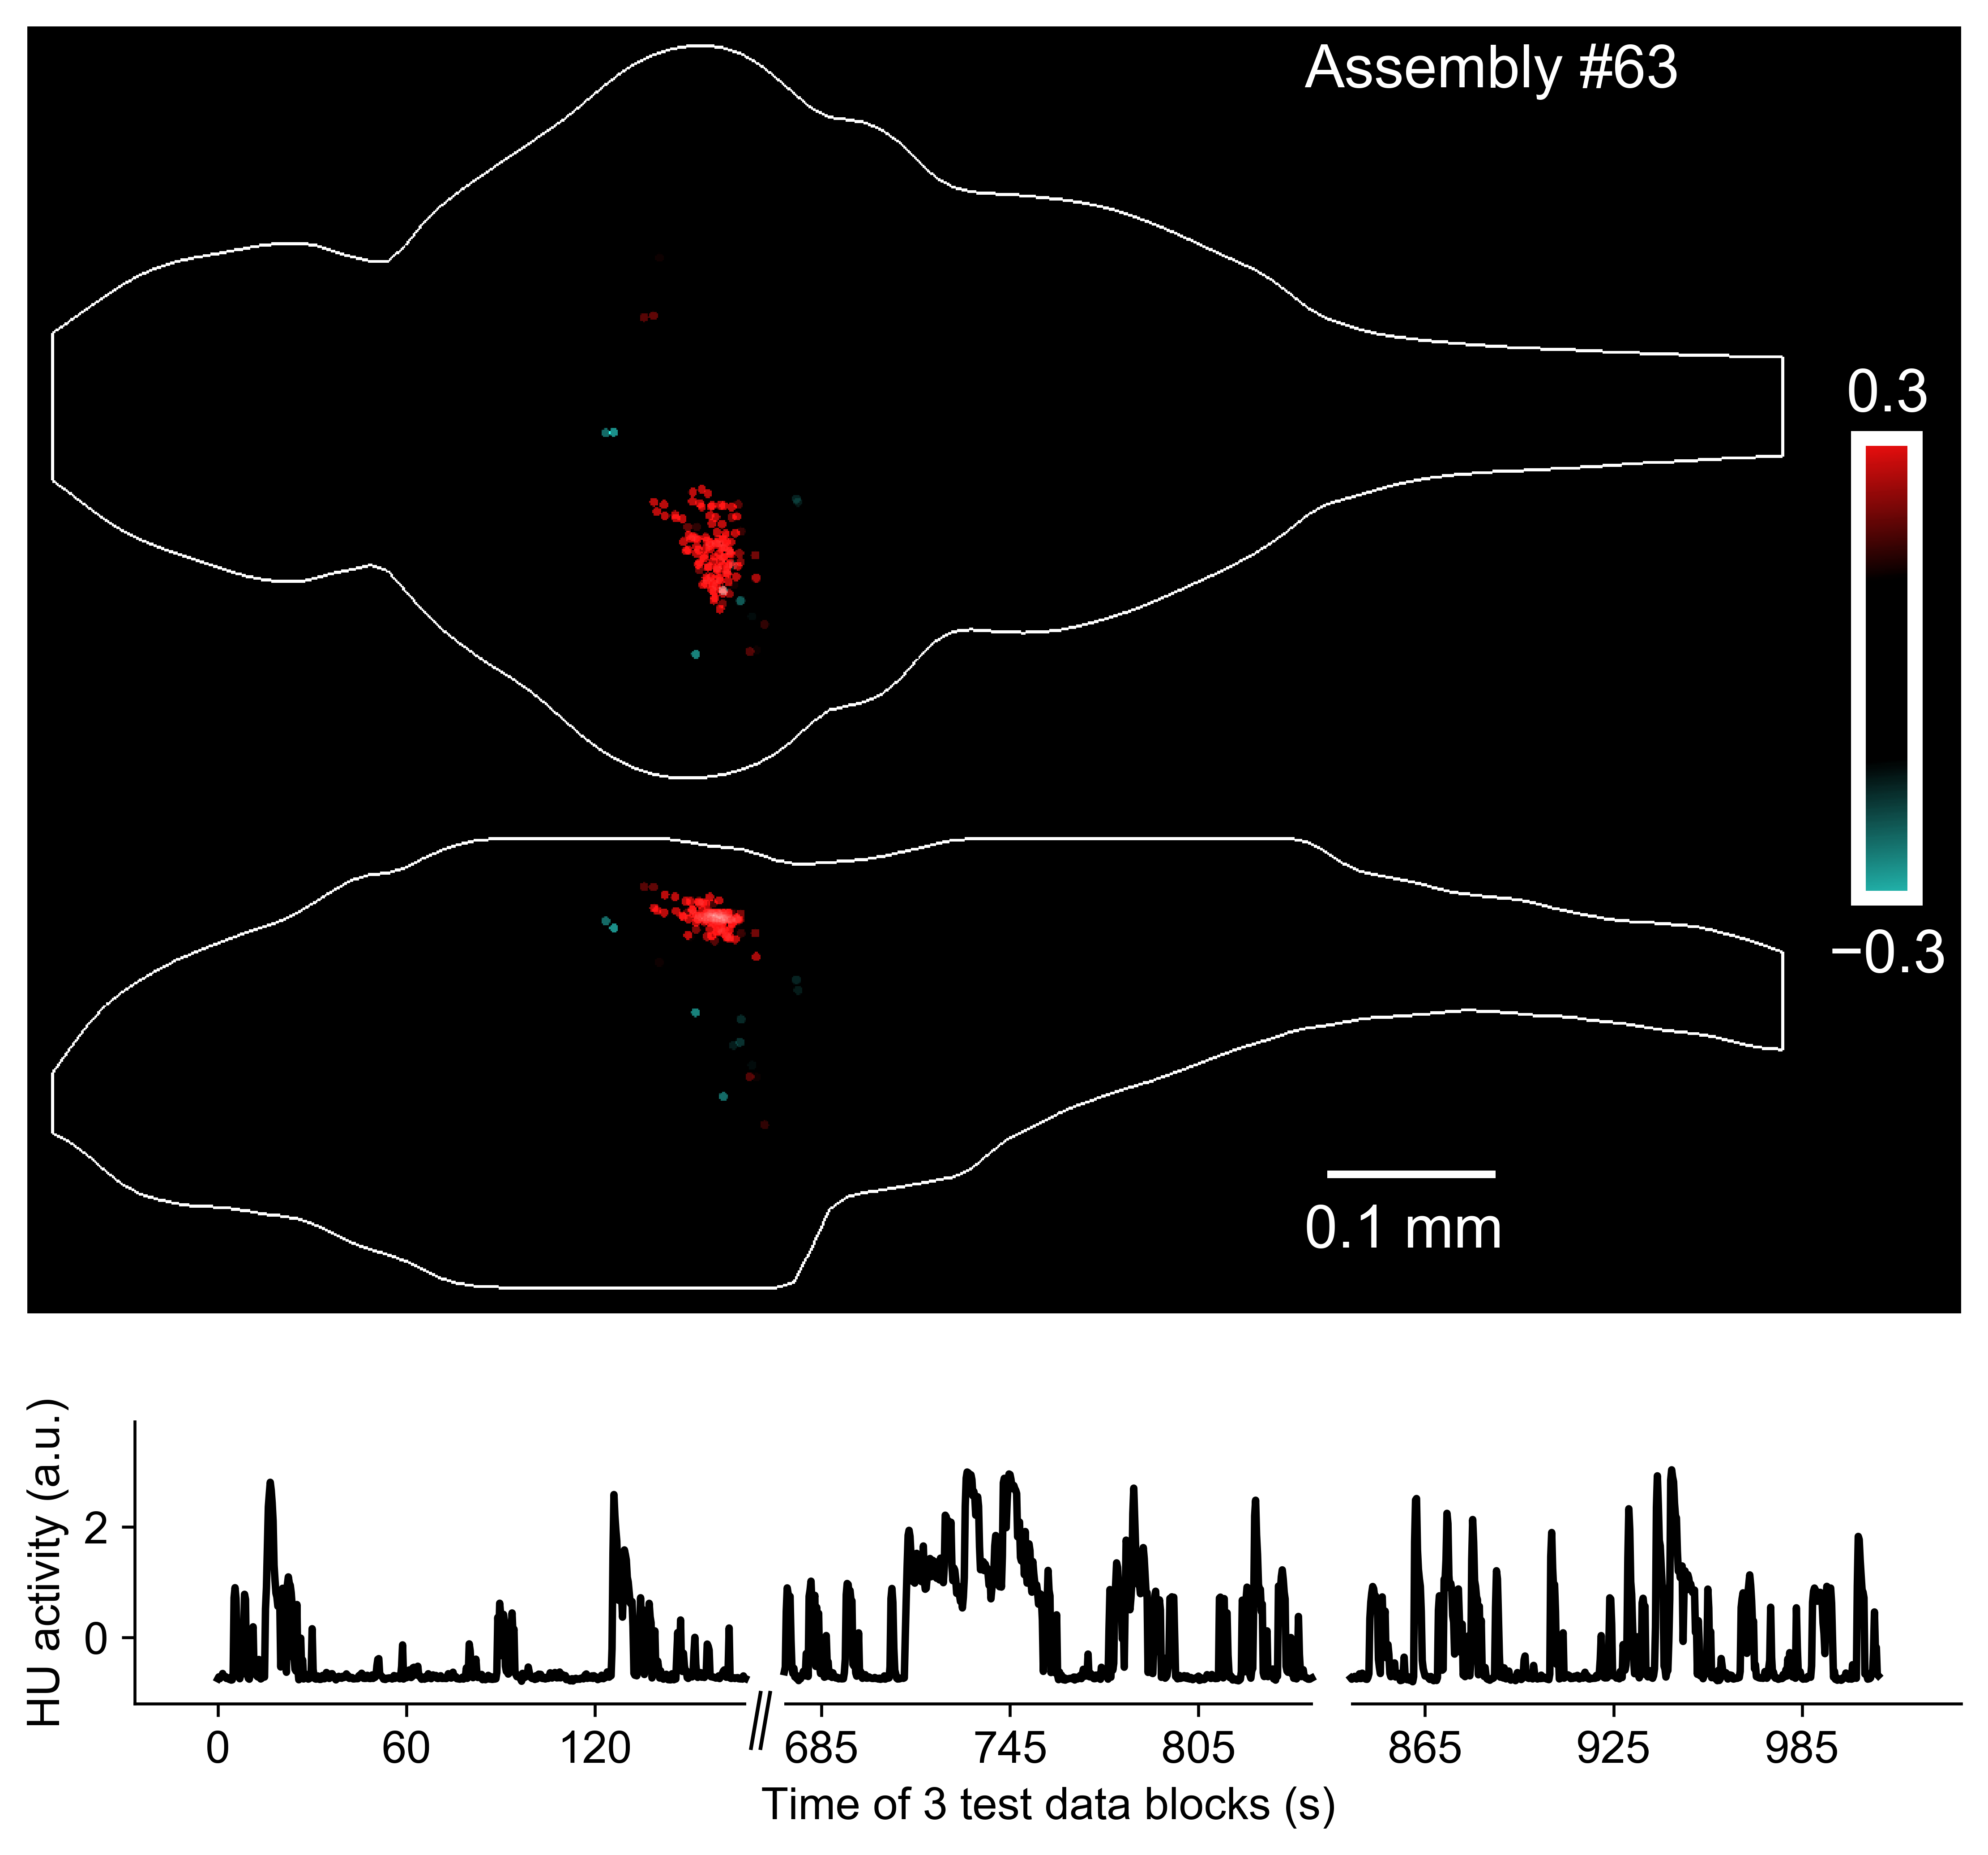 Assembly #63
0.3
−0.3
0.1 mm
HU activity (a.u.)
2
0
0 60 120 685 745 805 865 925 985
Time of 3 test data blocks (s)